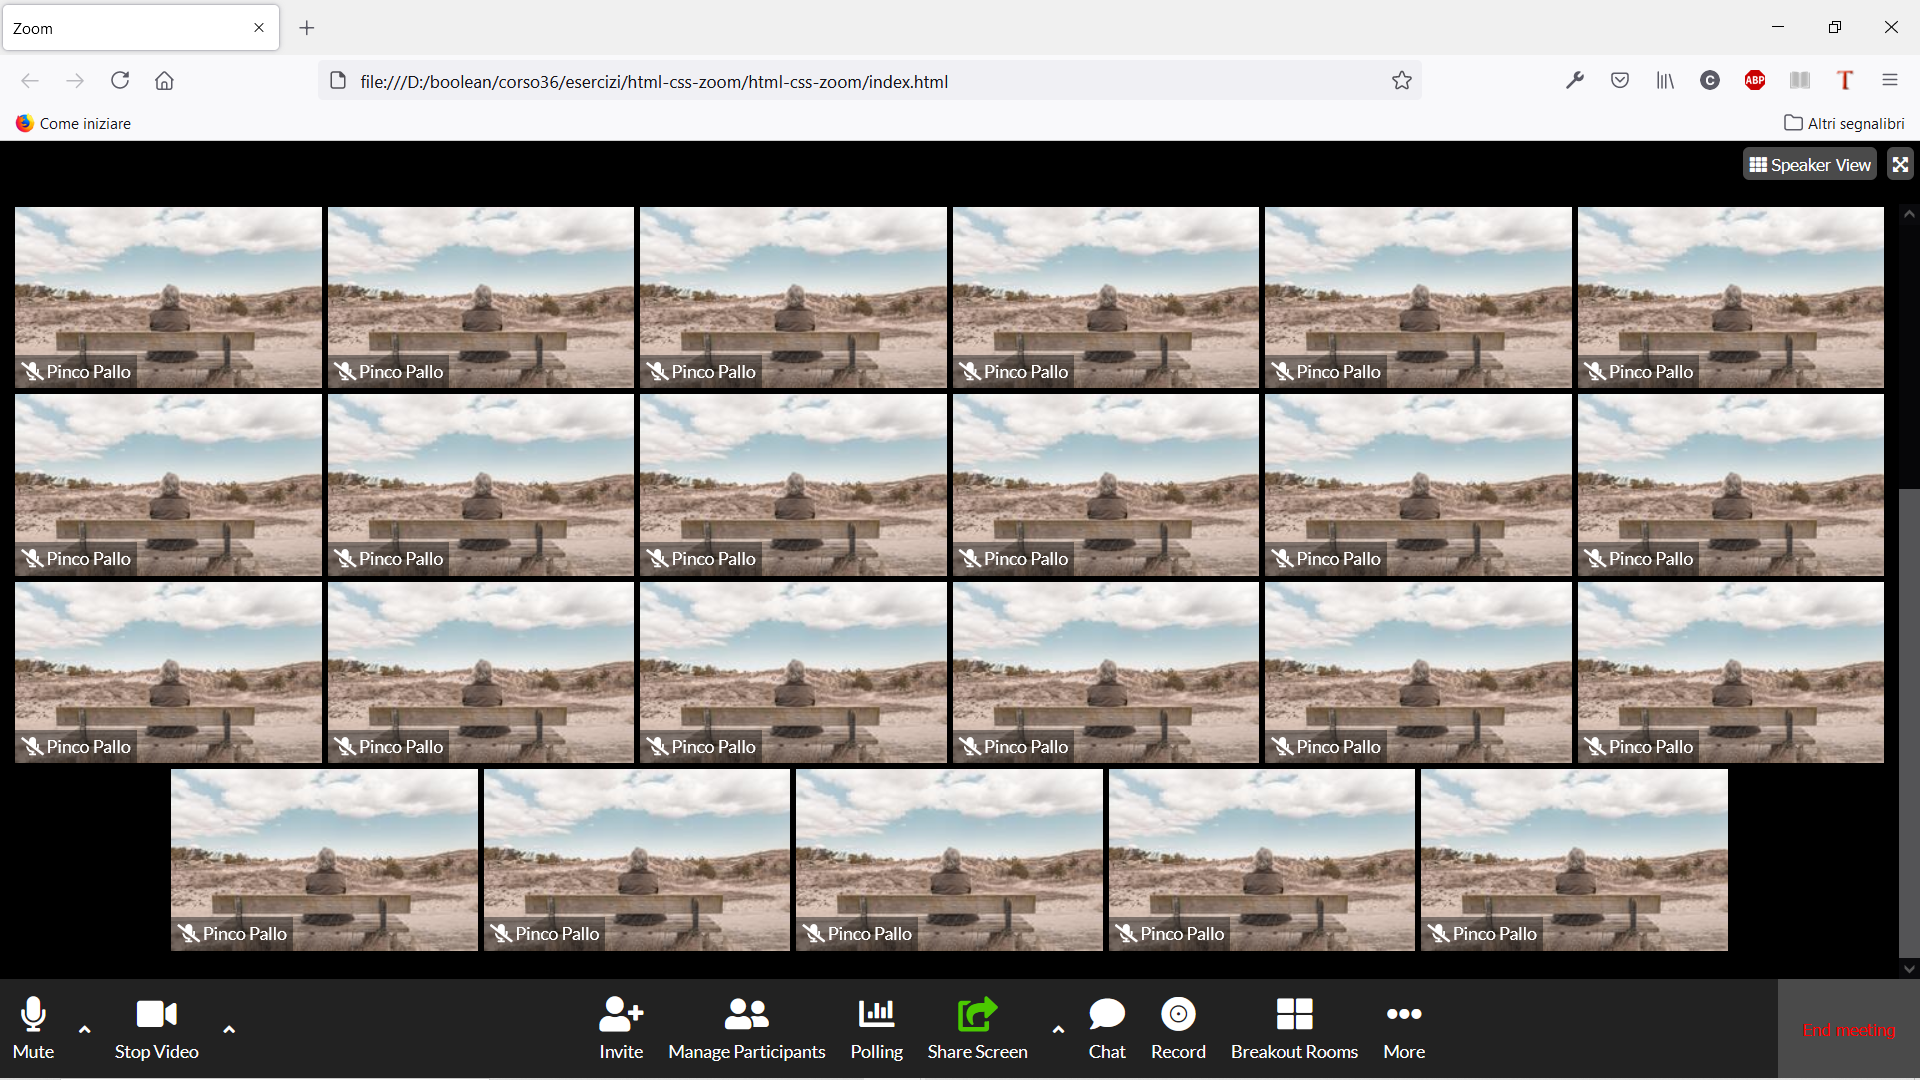 Zoom
file:///D:/boolean/corso36/esercizi/html-css-zoom/html-css-zoom/index.html
C ABP T
Come iniziare Altri segnalibri
Speaker View
Pinco Pallo Pinco Pallo Pinco Pallo Pinco Pallo Pinco Pallo Pinco Pallo
Pinco Pallo Pinco Pallo Pinco Pallo Pinco Pallo Pinco Pallo Pinco Pallo
Pinco Pallo Pinco Pallo Pinco Pallo Pinco Pallo Pinco Pallo Pinco Pallo
Pinco Pallo Pinco Pallo Pinco Pallo Pinco Pallo Pinco Pallo
End meeting
Mute Stop Video Invite Manage Participants Polling Share Screen Chat Record Breakout Rooms More